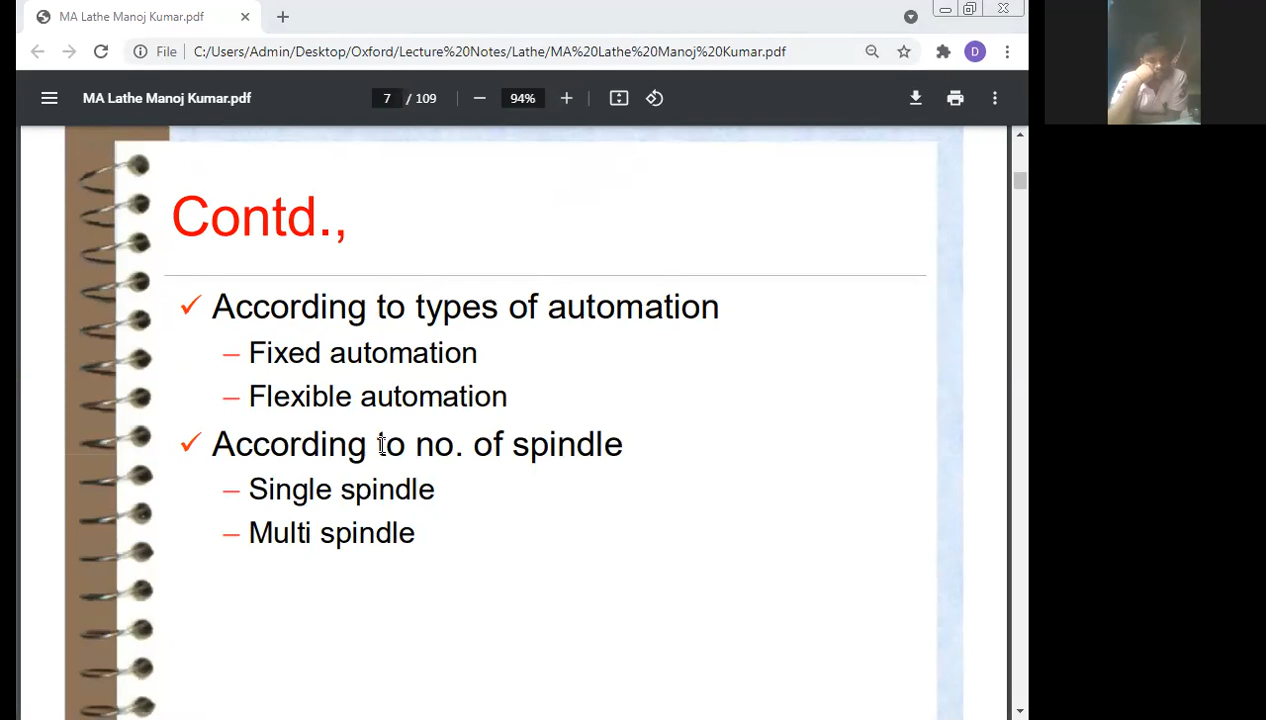 MA Lathe Manoj Kumar.pdf
File C:/Users/Admin/Desktop/Oxford/Lecture%20Notes/Lathe/MA%20Lathe%20Manoj%20Kumar.pdf D
MA Lathe Manoj Kumar.pdf 7 / 109 94%
Contd.,
According to types of automation
– Fixed automation
– Flexible automation
According to no. of spindle
– Single spindle
– Multi spindle